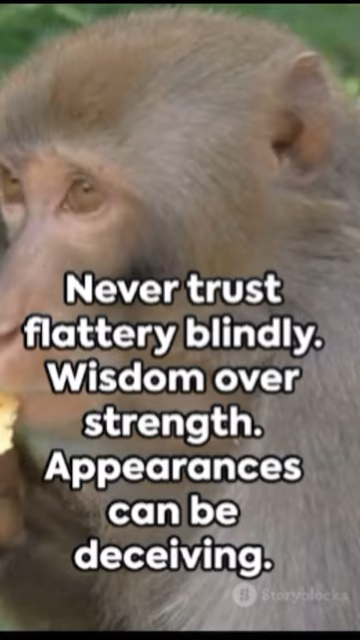 Never trust
flattery blindly.
Wisdom over
strength.
Appearances
can be
deceiving.
Storyblocks